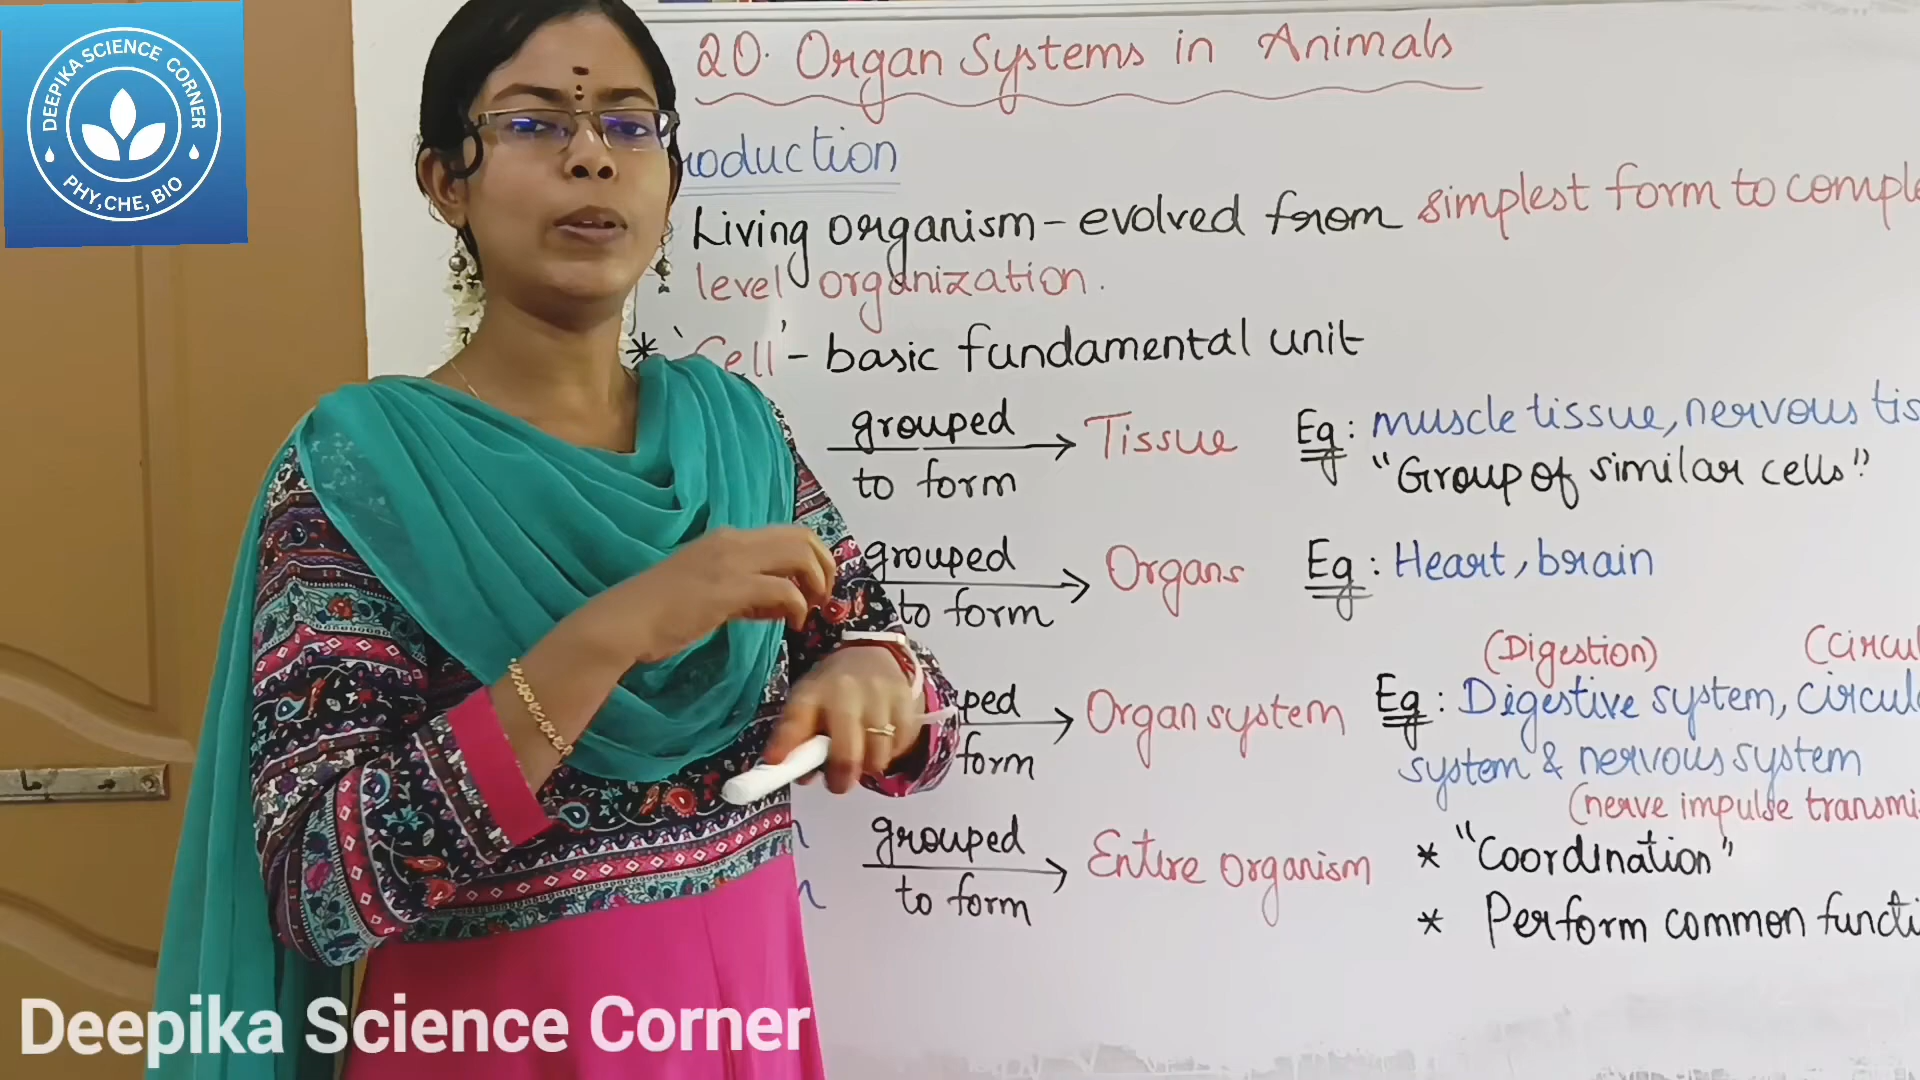 DEEPIKA SCIENCE CORNER
PHY, CHE, BIO
20. Organ Systems in Animals
roduction
Living organism - evolved from simplest form to comple
level organization.
* 'Cell' - basic fundamental unit
grouped to form → Tissue Eg: muscle tissue, nervous tis
"Group of similar cells"
grouped to form → Organs Eg: Heart, brain
(Digestion) (Circul
ped form → Organ system Eg: Digestive system, circul
system & nervous system
(nerve impulse transmi
grouped to form → Entire organism * "Coordination"
* Perform common functi
Deepika Science Corner